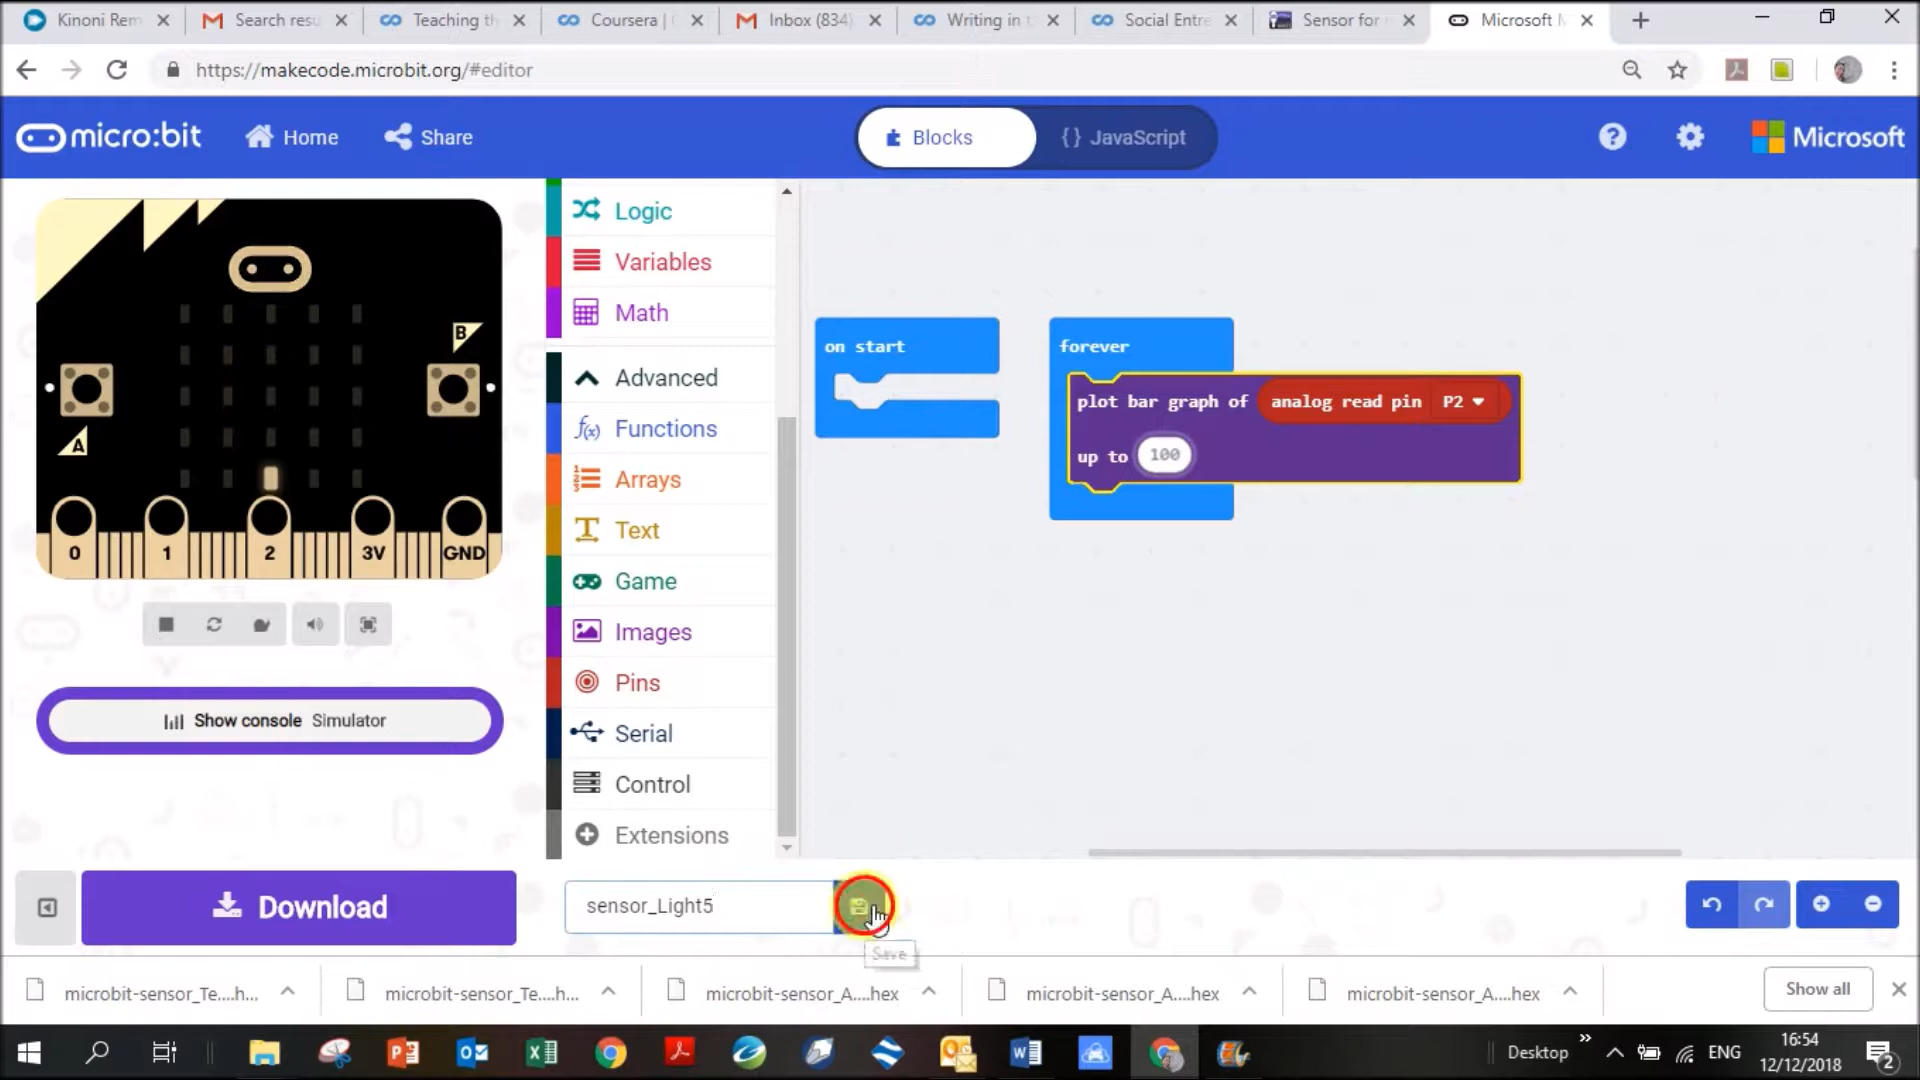 Kinoni Rem
Search resu
Teaching th
Coursera |
Inbox (834)
Writing in t
Social Entre
Sensor for
Microsoft M
https://makecode.microbit.org/#editor
micro:bit
Home
Share
Blocks
{} JavaScript
Microsoft
Logic
Variables
Math
Advanced
Functions
Arrays
Text
Game
Images
Pins
Serial
Control
Extensions
on start
forever
plot bar graph of analog read pin P2
up to 100
B
A
0 1 2 3V GND
Show console Simulator
Download
sensor_Light5
Save
microbit-sensor_Te....h...
microbit-sensor_Te....h...
microbit-sensor_A....hex
microbit-sensor_A....hex
microbit-sensor_A....hex
Show all
Desktop
ENG
16:54
12/12/2018
2